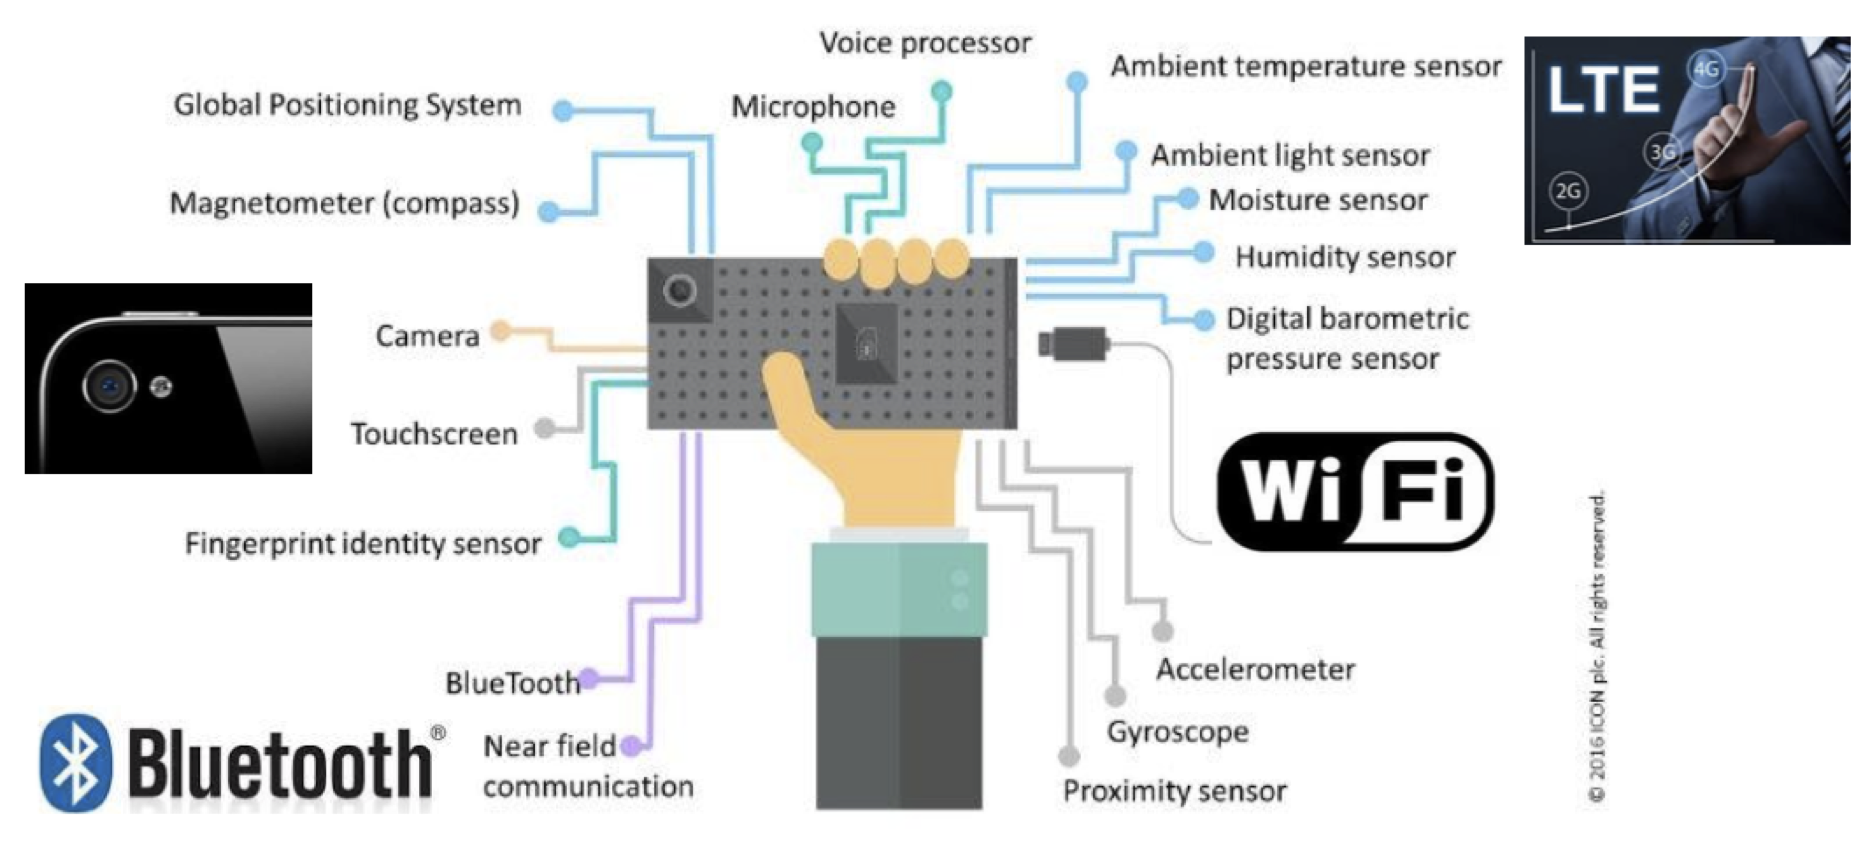 Voice processor
Ambient temperature sensor
Global Positioning System
Microphone
LTE
4G
3G
2G
Ambient light sensor
Magnetometer (compass)
Moisture sensor
Humidity sensor
Camera
Digital barometric
pressure sensor
Touchscreen
Wi Fi
Fingerprint identity sensor
BlueTooth
Accelerometer
Bluetooth®
Near field
communication
Gyroscope
Proximity sensor
© 2016 ICON plc. All rights reserved.